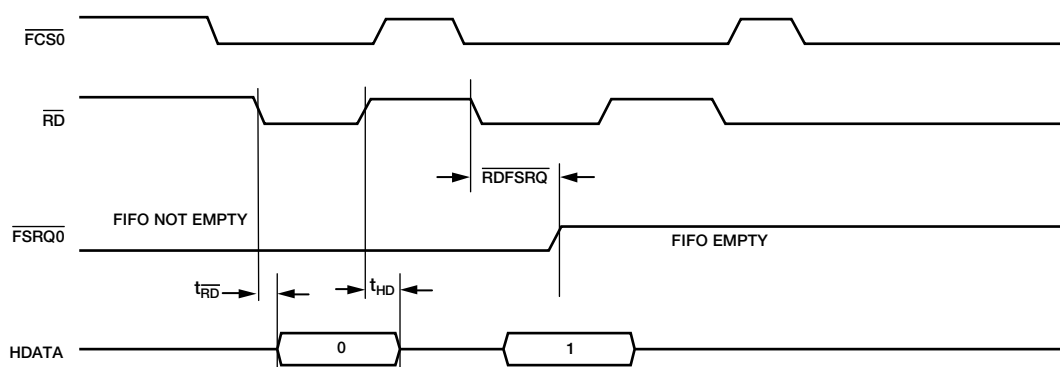 FCS0
RD
RDFSRQ
FIFO NOT EMPTY
FSRQ0
FIFO EMPTY
tRD
tHD
HDATA
0
1